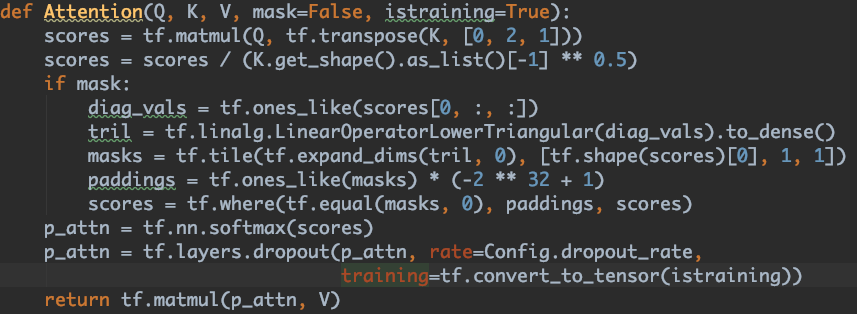 def Attention(Q, K, V, mask=False, istraining=True):
    scores = tf.matmul(Q, tf.transpose(K, [0, 2, 1]))
    scores = scores / (K.get_shape().as_list()[-1] ** 0.5)
    if mask:
        diag_vals = tf.ones_like(scores[0, :, :])
        tril = tf.linalg.LinearOperatorLowerTriangular(diag_vals).to_dense()
        masks = tf.tile(tf.expand_dims(tril, 0), [tf.shape(scores)[0], 1, 1])
        paddings = tf.ones_like(masks) * (-2 ** 32 + 1)
        scores = tf.where(tf.equal(masks, 0), paddings, scores)
    p_attn = tf.nn.softmax(scores)
    p_attn = tf.layers.dropout(p_attn, rate=Config.dropout_rate,
                               training=tf.convert_to_tensor(istraining))
    return tf.matmul(p_attn, V)